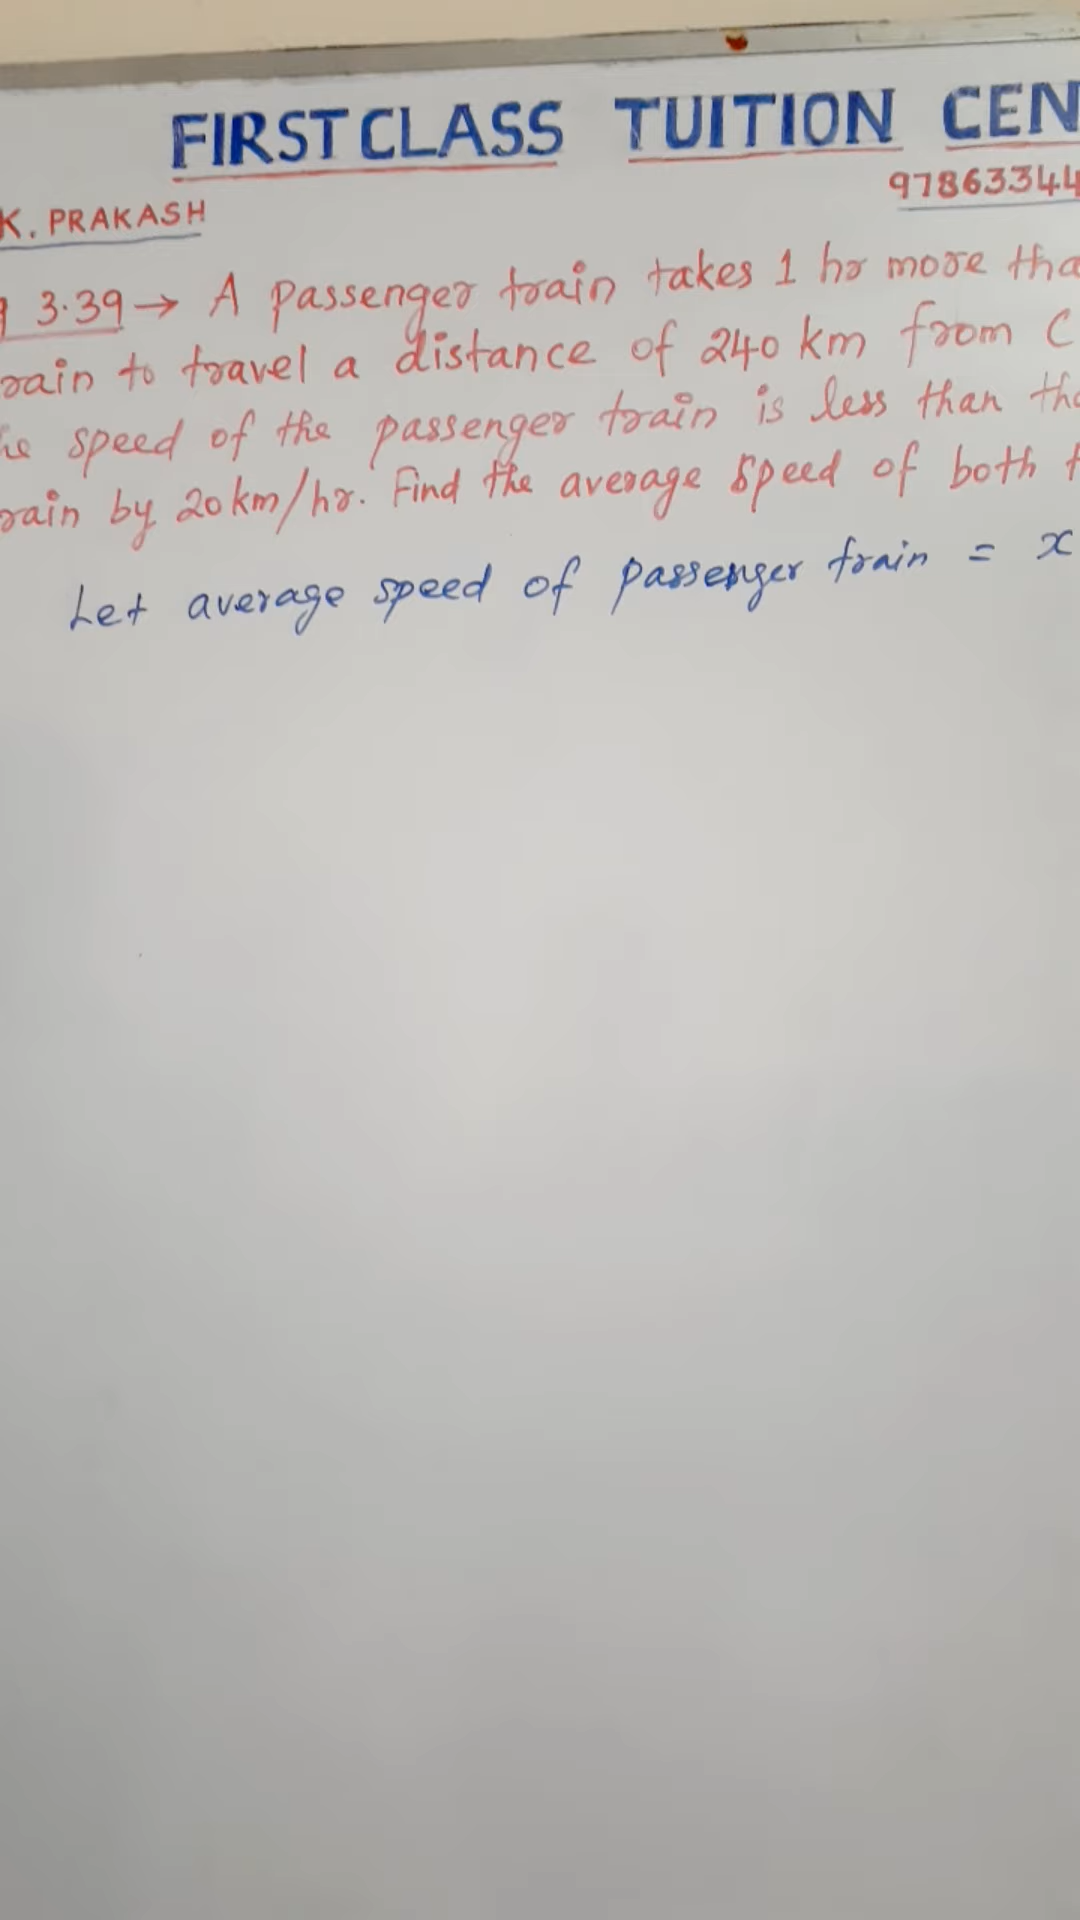 FIRST CLASS TUITION CEN
97863344
K. PRAKASH
3.39 → A passenger train takes 1 hr more tha
rain to travel a distance of 240 km from C
he speed of the passenger train is less than tha
rain by 20 km/hr. Find the average speed of both t
Let average speed of passenger train = x